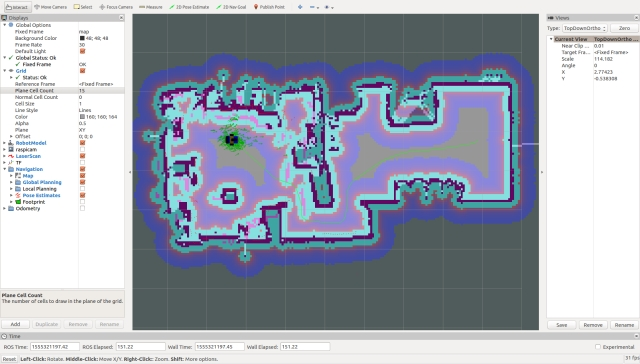 Interact Move Camera Select Focus Camera Measure 2D Pose Estimate 2D Nav Goal Publish Point
Displays
Global Options
Fixed Frame map
Background Color 48; 48; 48
Frame Rate 30
Default Light
Global Status: Ok
Fixed Frame OK
Grid
Status: Ok
Reference Frame <Fixed Frame>
Plane Cell Count 15
Normal Cell Count 0
Cell Size 1
Line Style Lines
Color 160; 160; 164
Alpha 0.5
Plane XY
Offset 0; 0; 0
RobotModel
raspicam
LaserScan
TF
Navigation
Map
Global Planning
Local Planning
Pose Estimates
Footprint
Odometry
Plane Cell Count
The number of cells to draw in the plane of the grid.
Add Duplicate Remove Rename
Views
Type: TopDownOrtho Zero
Current View TopDownOrtho ...
Near Clip ... 0.01
Target Fra... <Fixed Frame>
Scale 114.182
Angle 0
X 2.77423
Y -0.538308
Save Remove Rename
Time
ROS Time: 1555321197.42 ROS Elapsed: 151.22 Wall Time: 1555321197.45 Wall Elapsed: 151.22 Experimental
Reset Left-Click: Rotate. Middle-Click: Move X/Y. Right-Click: Zoom. Shift: More options. 31 fps